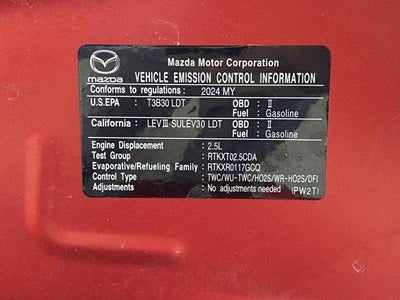 Mazda Motor Corporation
mazda VEHICLE EMISSION CONTROL INFORMATION
Conforms to regulations: 2024 MY
U.S.EPA : T3B30 LDT OBD : II
Fuel : Gasoline
California : LEVⅢ SULEV30 LDT OBD : II
Fuel : Gasoline
Engine Displacement : 2.5L
Test Group : RTKXT02.5CDA
Evaporative/Refueling Family : RTKXR0117GCQ
Control Type : TWC/WU-TWC/HO2S/WR-HO2S/DFI
Adjustments : No adjustments needed (PW2T)